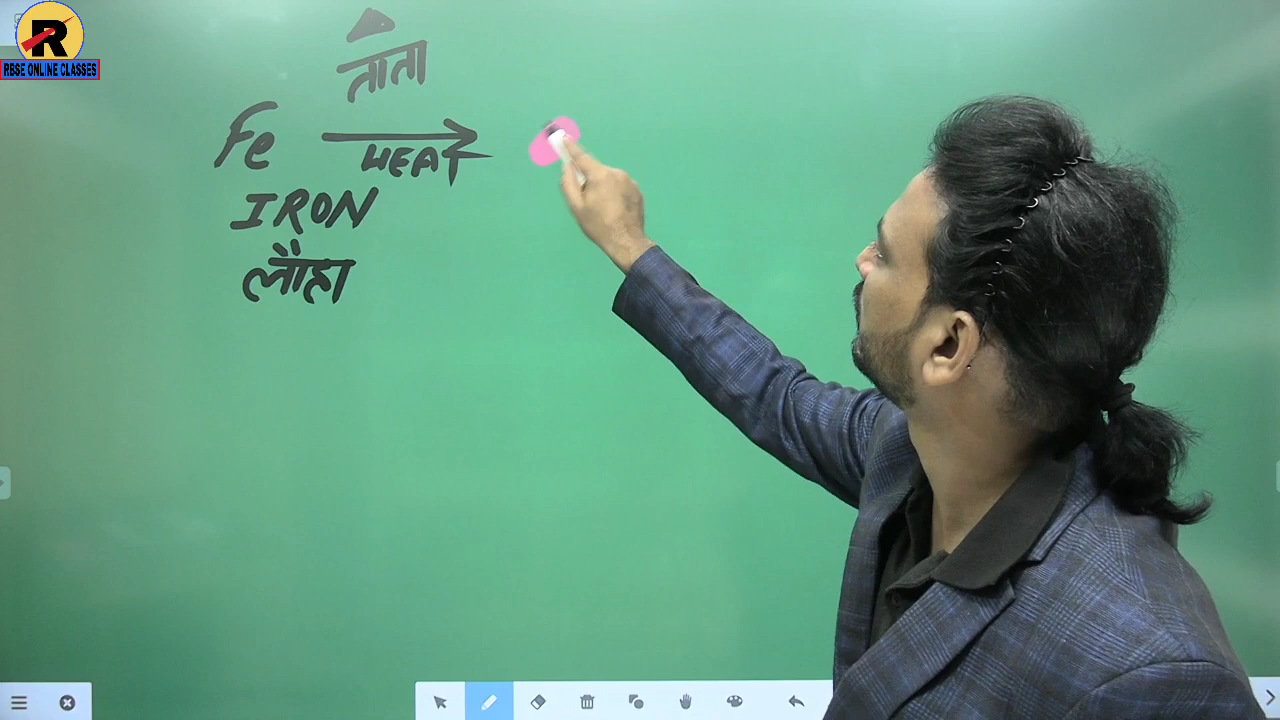 R
RBSE ONLINE CLASSES
Δ
ताता
Fe
HEAT
IRON
लौहा